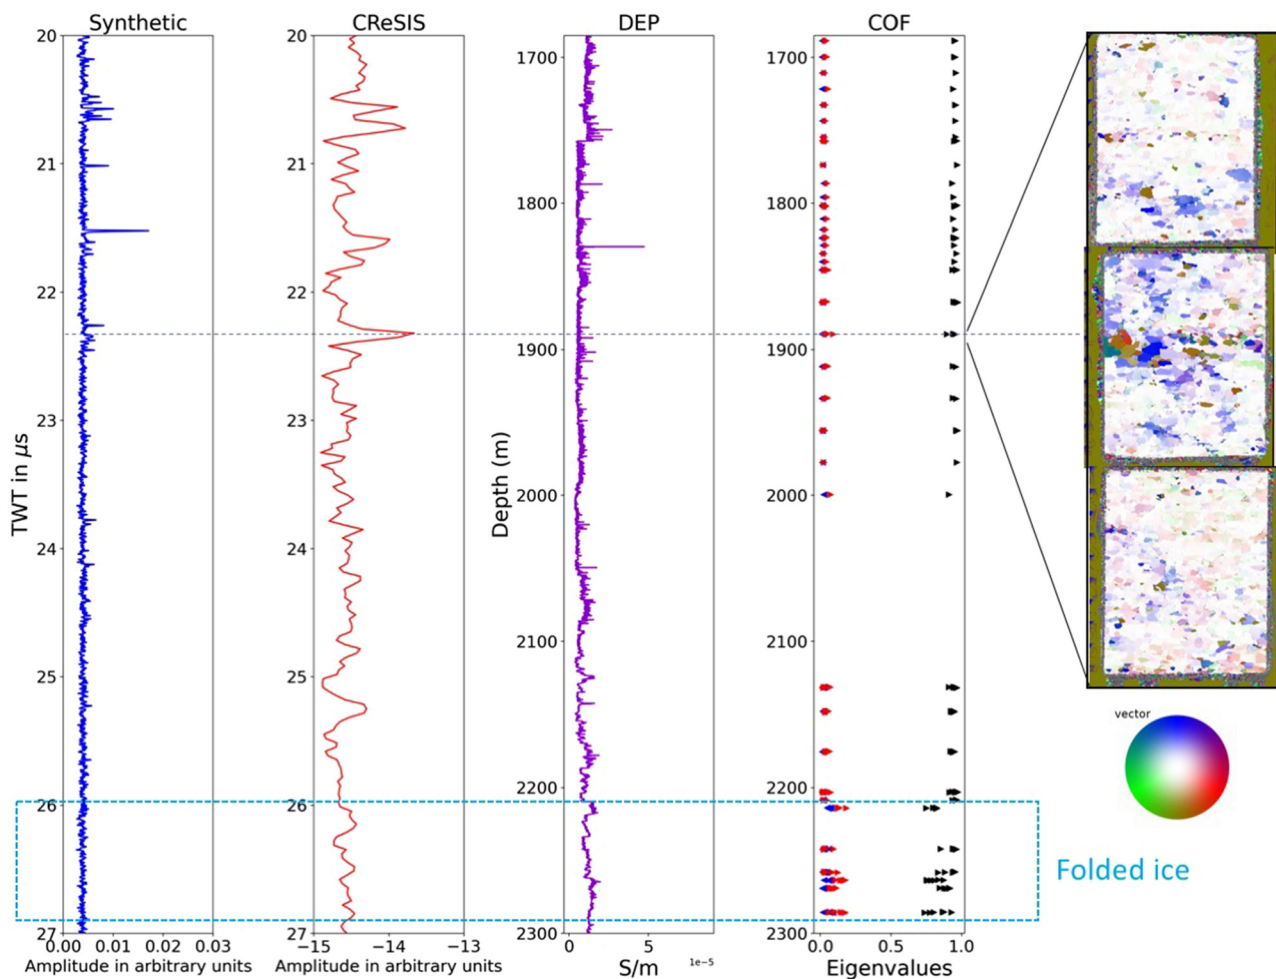 Synthetic
CReSIS
DEP
COF
20
21
22
23
24
25
26
27
TWT in μs
0.00 0.01 0.02 0.03
Amplitude in arbitrary units
20
21
22
23
24
25
26
27
−15 −14 −13
Amplitude in arbitrary units
1700
1800
1900
2000
2100
2200
2300
Depth (m)
0 5
1e−5
S/m
1700
1800
1900
2000
2100
2200
2300
0.0 0.5 1.0
Eigenvalues
vector
Folded ice